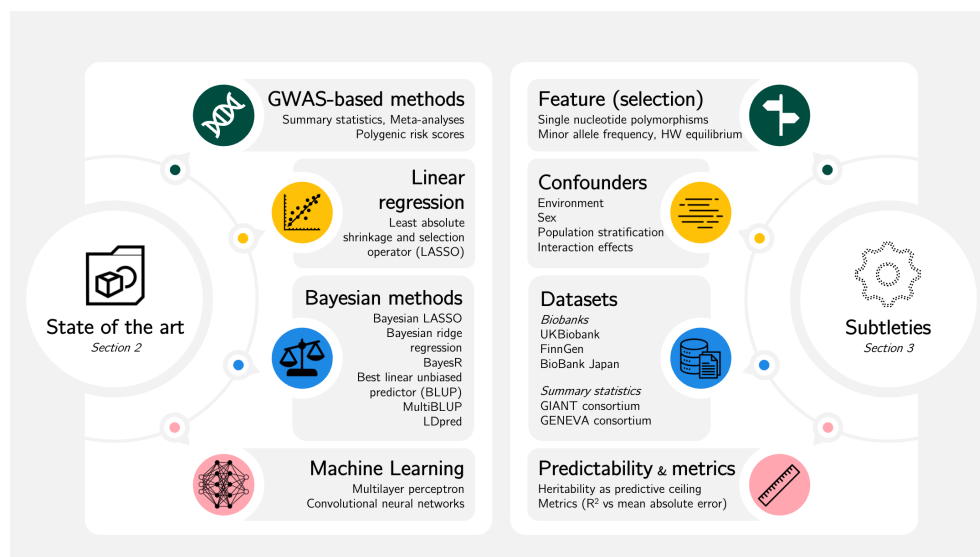 State of the art
Section 2
GWAS-based methods
Summary statistics, Meta-analyses
Polygenic risk scores
Linear
regression
Least absolute
shrinkage and selection
operator (LASSO)
Bayesian methods
Bayesian LASSO
Bayesian ridge
regression
BayesR
Best linear unbiased
predictor (BLUP)
MultiBLUP
LDpred
Machine Learning
Multilayer perceptron
Convolutional neural networks
Feature (selection)
Single nucleotide polymorphisms
Minor allele frequency, HW equilibrium
Confounders
Environment
Sex
Population stratification
Interaction effects
Datasets
Biobanks
UKBiobank
FinnGen
BioBank Japan
Summary statistics
GIANT consortium
GENEVA consortium
Predictability & metrics
Heritability as predictive ceiling
Metrics (R² vs mean absolute error)
Subtleties
Section 3